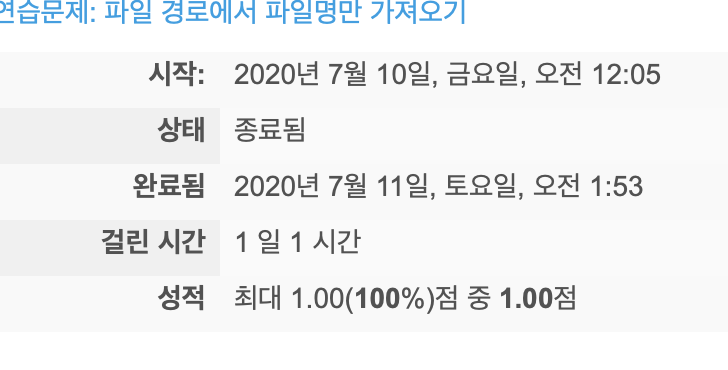 연습문제: 파일 경로에서 파일명만 가져오기
시작: 2020년 7월 10일, 금요일, 오전 12:05
상태 종료됨
완료됨 2020년 7월 11일, 토요일, 오전 1:53
걸린 시간 1 일 1 시간
성적 최대 1.00(100%)점 중 1.00점